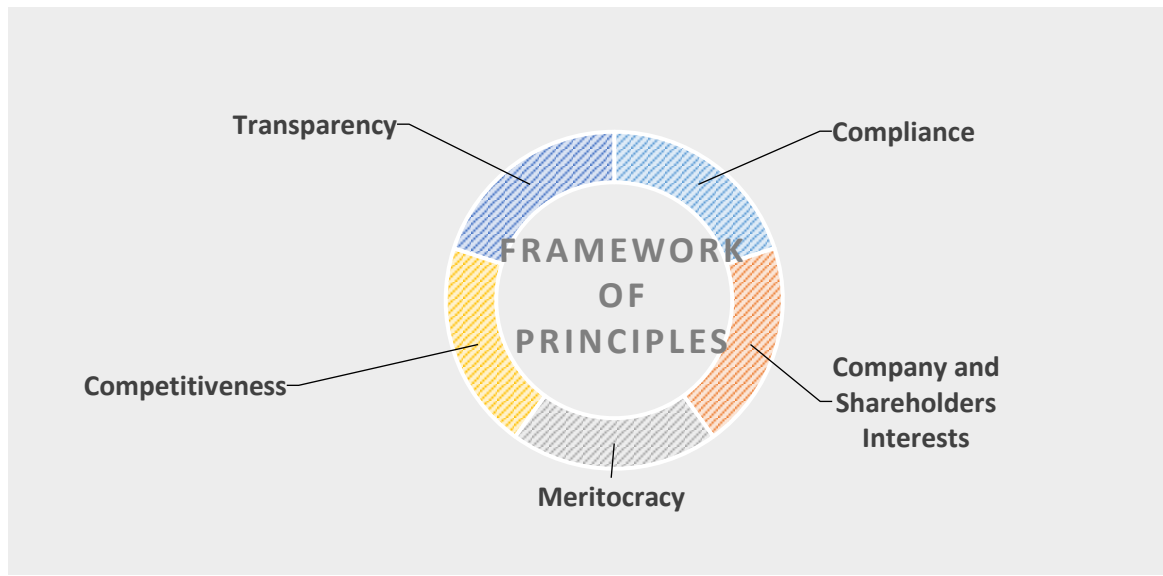 Transparency
Compliance
FRAMEWORK
OF
PRINCIPLES
Competitiveness
Company and
Shareholders
Interests
Meritocracy